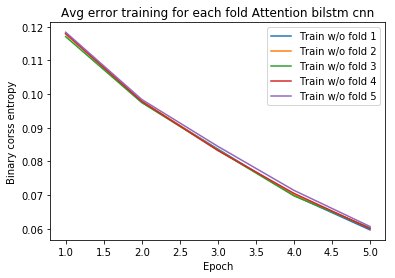 Avg error training for each fold Attention bilstm cnn
Binary corss entropy
0.12
0.11
0.10
0.09
0.08
0.07
0.06
Train w/o fold 1
Train w/o fold 2
Train w/o fold 3
Train w/o fold 4
Train w/o fold 5
1.0 1.5 2.0 2.5 3.0 3.5 4.0 4.5 5.0
Epoch